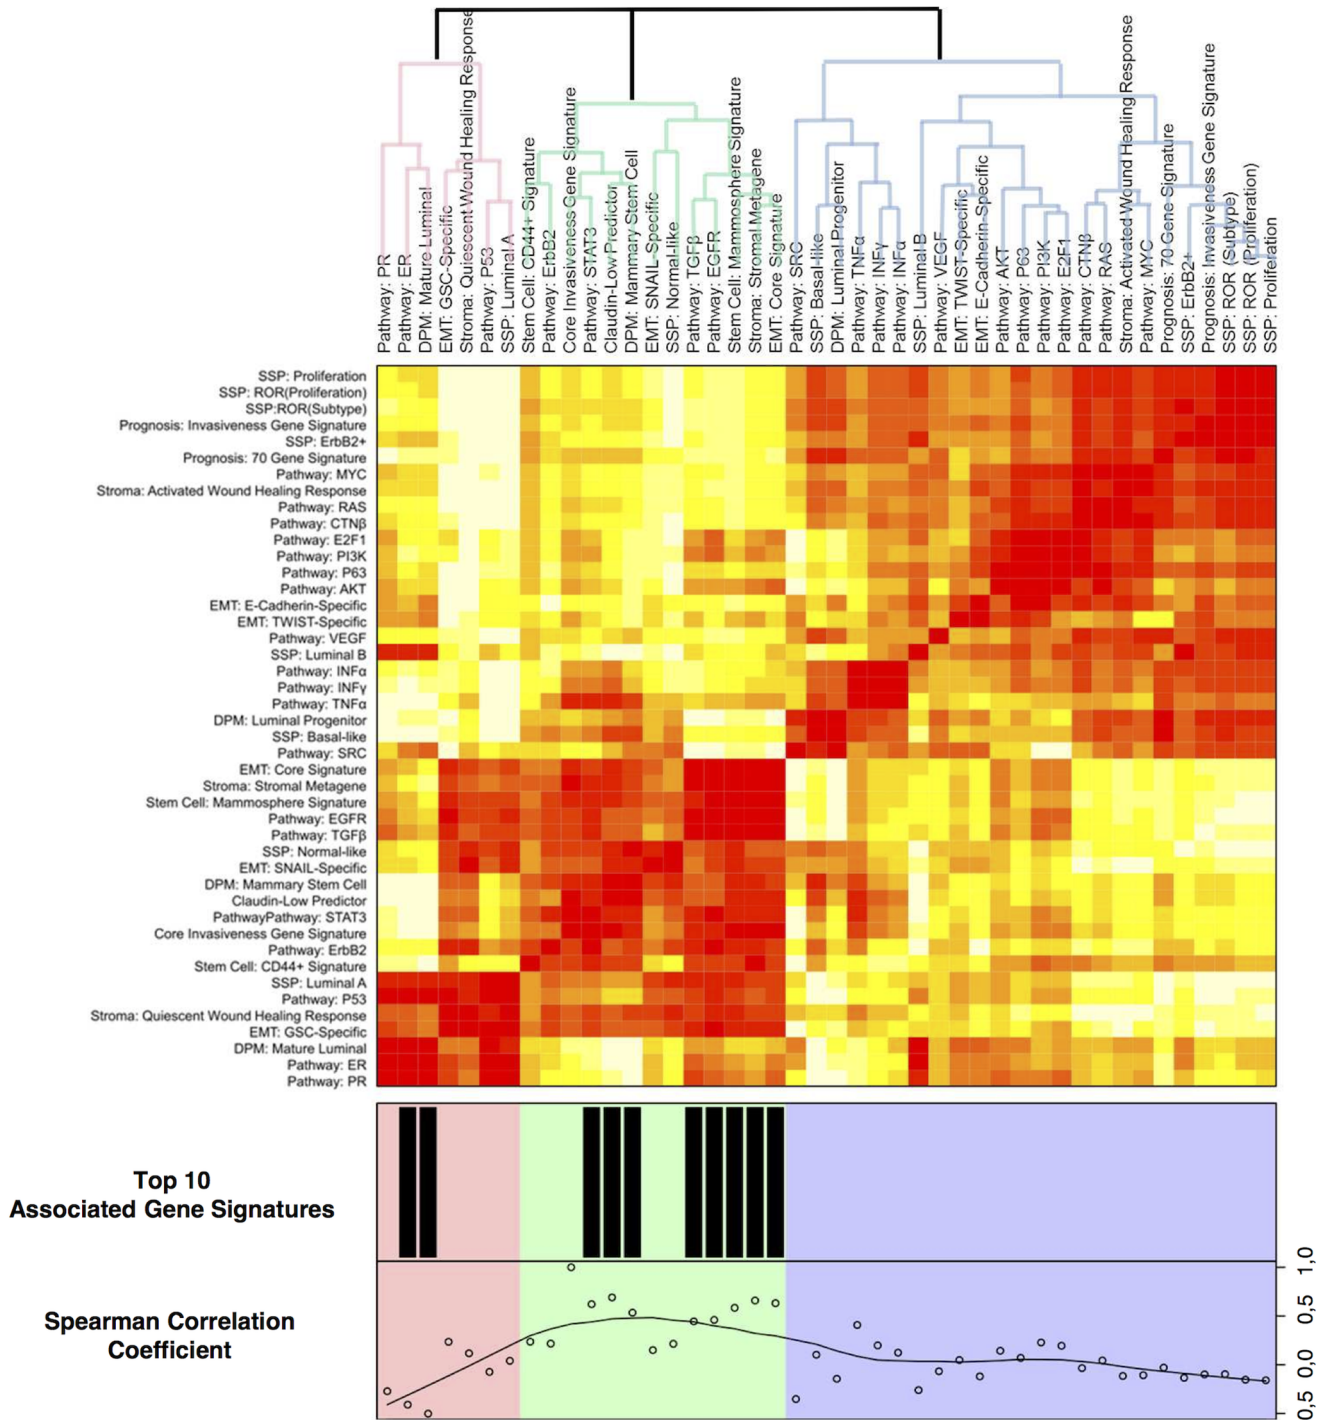 Pathway: PR
Pathway: ER
DPM: Mature Luminal
EMT: GSC-Specific
Stroma: Quiescent Wound Healing Response
Pathway: P53
SSP: Luminal A
Stem Cell: CD44+ Signature
Pathway: ErbB2
Core Invasiveness Gene Signature
Pathway: STAT3
Claudin-Low Predictor
DPM: Mammary Stem Cell
EMT: SNAIL-Specific
SSP: Normal-like
Pathway: TGFβ
Pathway: EGFR
Stem Cell: Mammosphere Signature
Stroma: Stromal Metagene
EMT: Core Signature
Pathway: SRC
SSP: Basal-like
DPM: Luminal Progenitor
Pathway: TNFα
Pathway: INFγ
Pathway: INFα
SSP: Luminal B
Pathway: VEGF
EMT: TWIST-Specific
EMT: E-Cadherin-Specific
Pathway: AKT
Pathway: P63
Pathway: PI3K
Pathway: E2F1
Pathway: CTNβ
Pathway: RAS
Stroma: Activated Wound Healing Response
Pathway: MYC
Prognosis: 70 Gene Signature
SSP: ErbB2+
Prognosis: Invasiveness Gene Signature
SSP: ROR (Subtype)
SSP: ROR (Proliferation)
SSP: Proliferation
SSP: Proliferation
SSP: ROR(Proliferation)
SSP:ROR(Subtype)
Prognosis: Invasiveness Gene Signature
SSP: ErbB2+
Prognosis: 70 Gene Signature
Pathway: MYC
Stroma: Activated Wound Healing Response
Pathway: RAS
Pathway: CTNβ
Pathway: E2F1
Pathway: PI3K
Pathway: P63
Pathway: AKT
EMT: E-Cadherin-Specific
EMT: TWIST-Specific
Pathway: VEGF
SSP: Luminal B
Pathway: INFα
Pathway: INFγ
Pathway: TNFα
DPM: Luminal Progenitor
SSP: Basal-like
Pathway: SRC
EMT: Core Signature
Stroma: Stromal Metagene
Stem Cell: Mammosphere Signature
Pathway: EGFR
Pathway: TGFβ
SSP: Normal-like
EMT: SNAIL-Specific
DPM: Mammary Stem Cell
Claudin-Low Predictor
PathwayPathway: STAT3
Core Invasiveness Gene Signature
Pathway: ErbB2
Stem Cell: CD44+ Signature
SSP: Luminal A
Pathway: P53
Stroma: Quiescent Wound Healing Response
EMT: GSC-Specific
DPM: Mature Luminal
Pathway: ER
Pathway: PR
Top 10
Associated Gene Signatures
Spearman Correlation
Coefficient
1,0
0,5
0,0
0,5